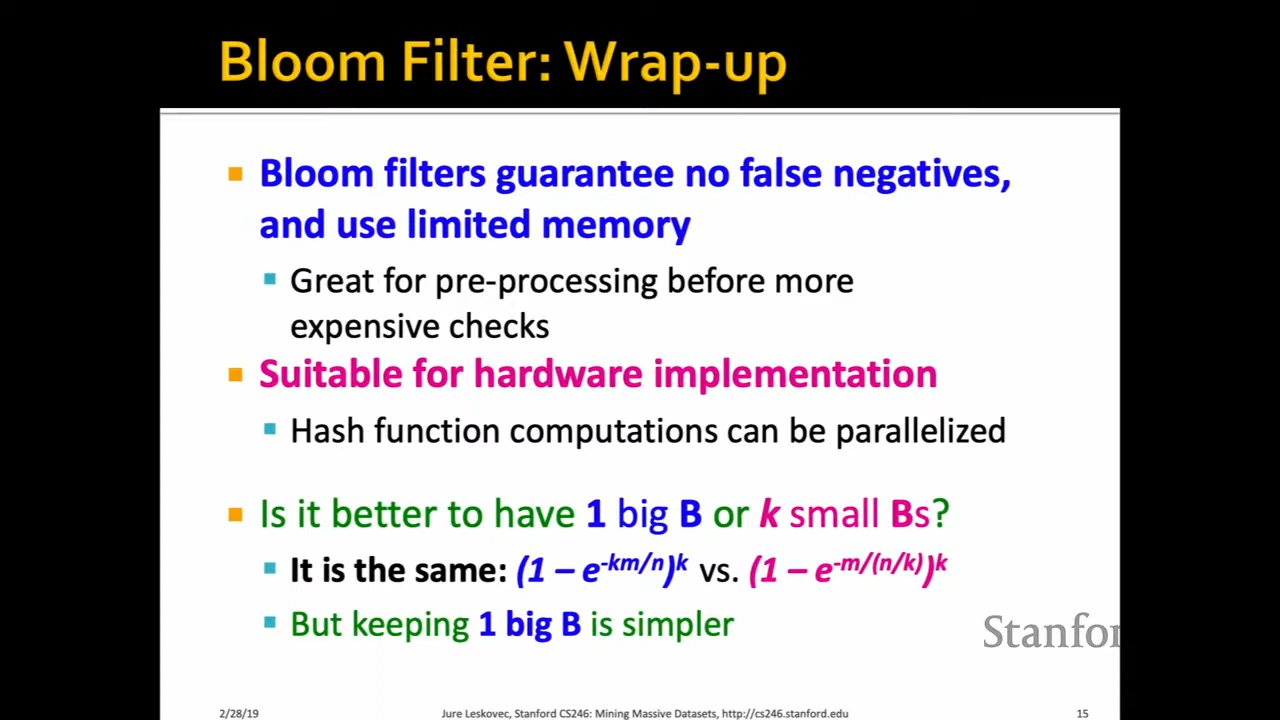 Bloom Filter: Wrap-up
Bloom filters guarantee no false negatives,
and use limited memory
Great for pre-processing before more
expensive checks
Suitable for hardware implementation
Hash function computations can be parallelized
Is it better to have 1 big B or k small Bs?
It is the same: (1 – e^-km/n)^k vs. (1 – e^-m/(n/k))^k
But keeping 1 big B is simpler
Stanfor
2/28/19
Jure Leskovec, Stanford CS246: Mining Massive Datasets, http://cs246.stanford.edu
15